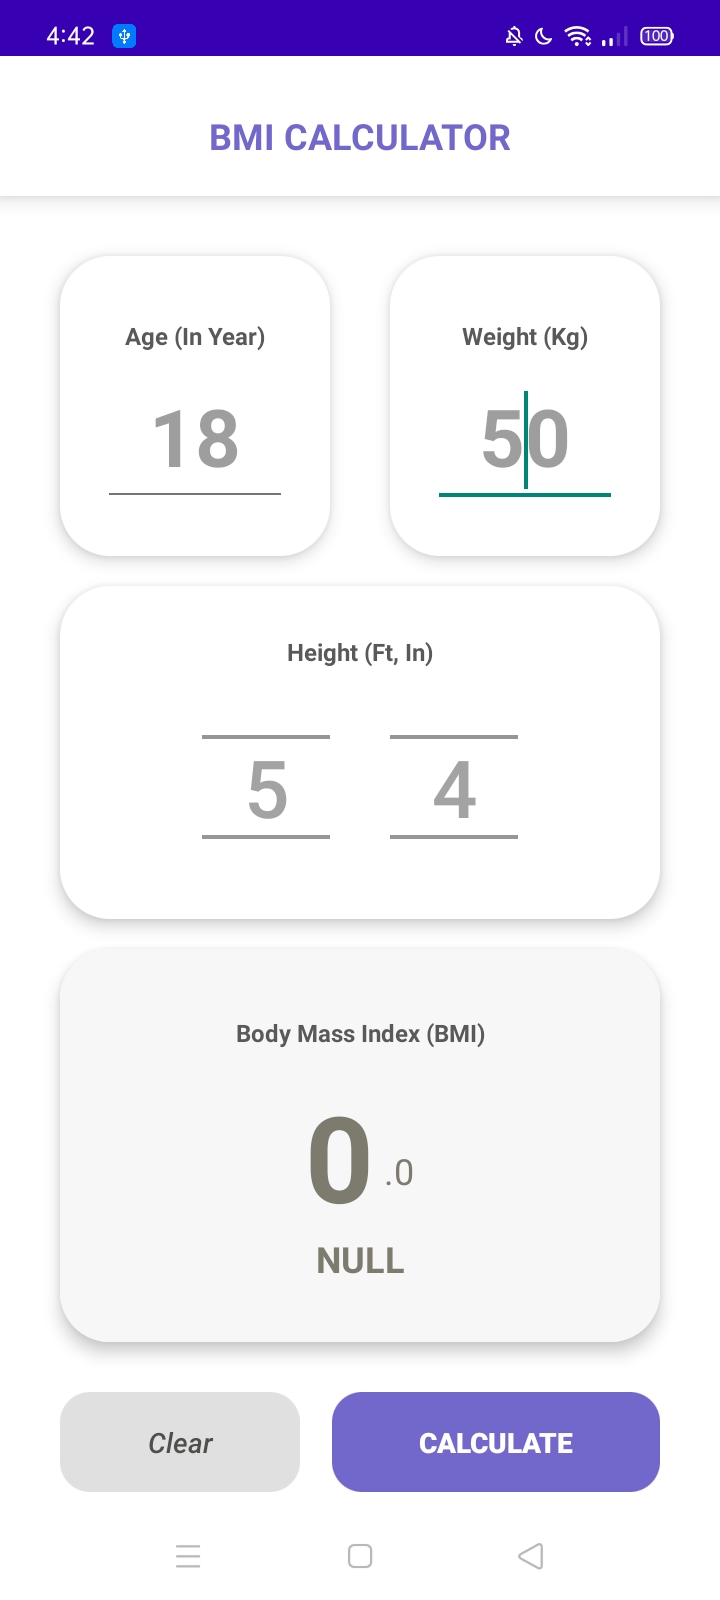 4:42
100
BMI CALCULATOR
Age (In Year)
Weight (Kg)
18
50
Height (Ft, In)
5
4
Body Mass Index (BMI)
0 .0
NULL
Clear
CALCULATE